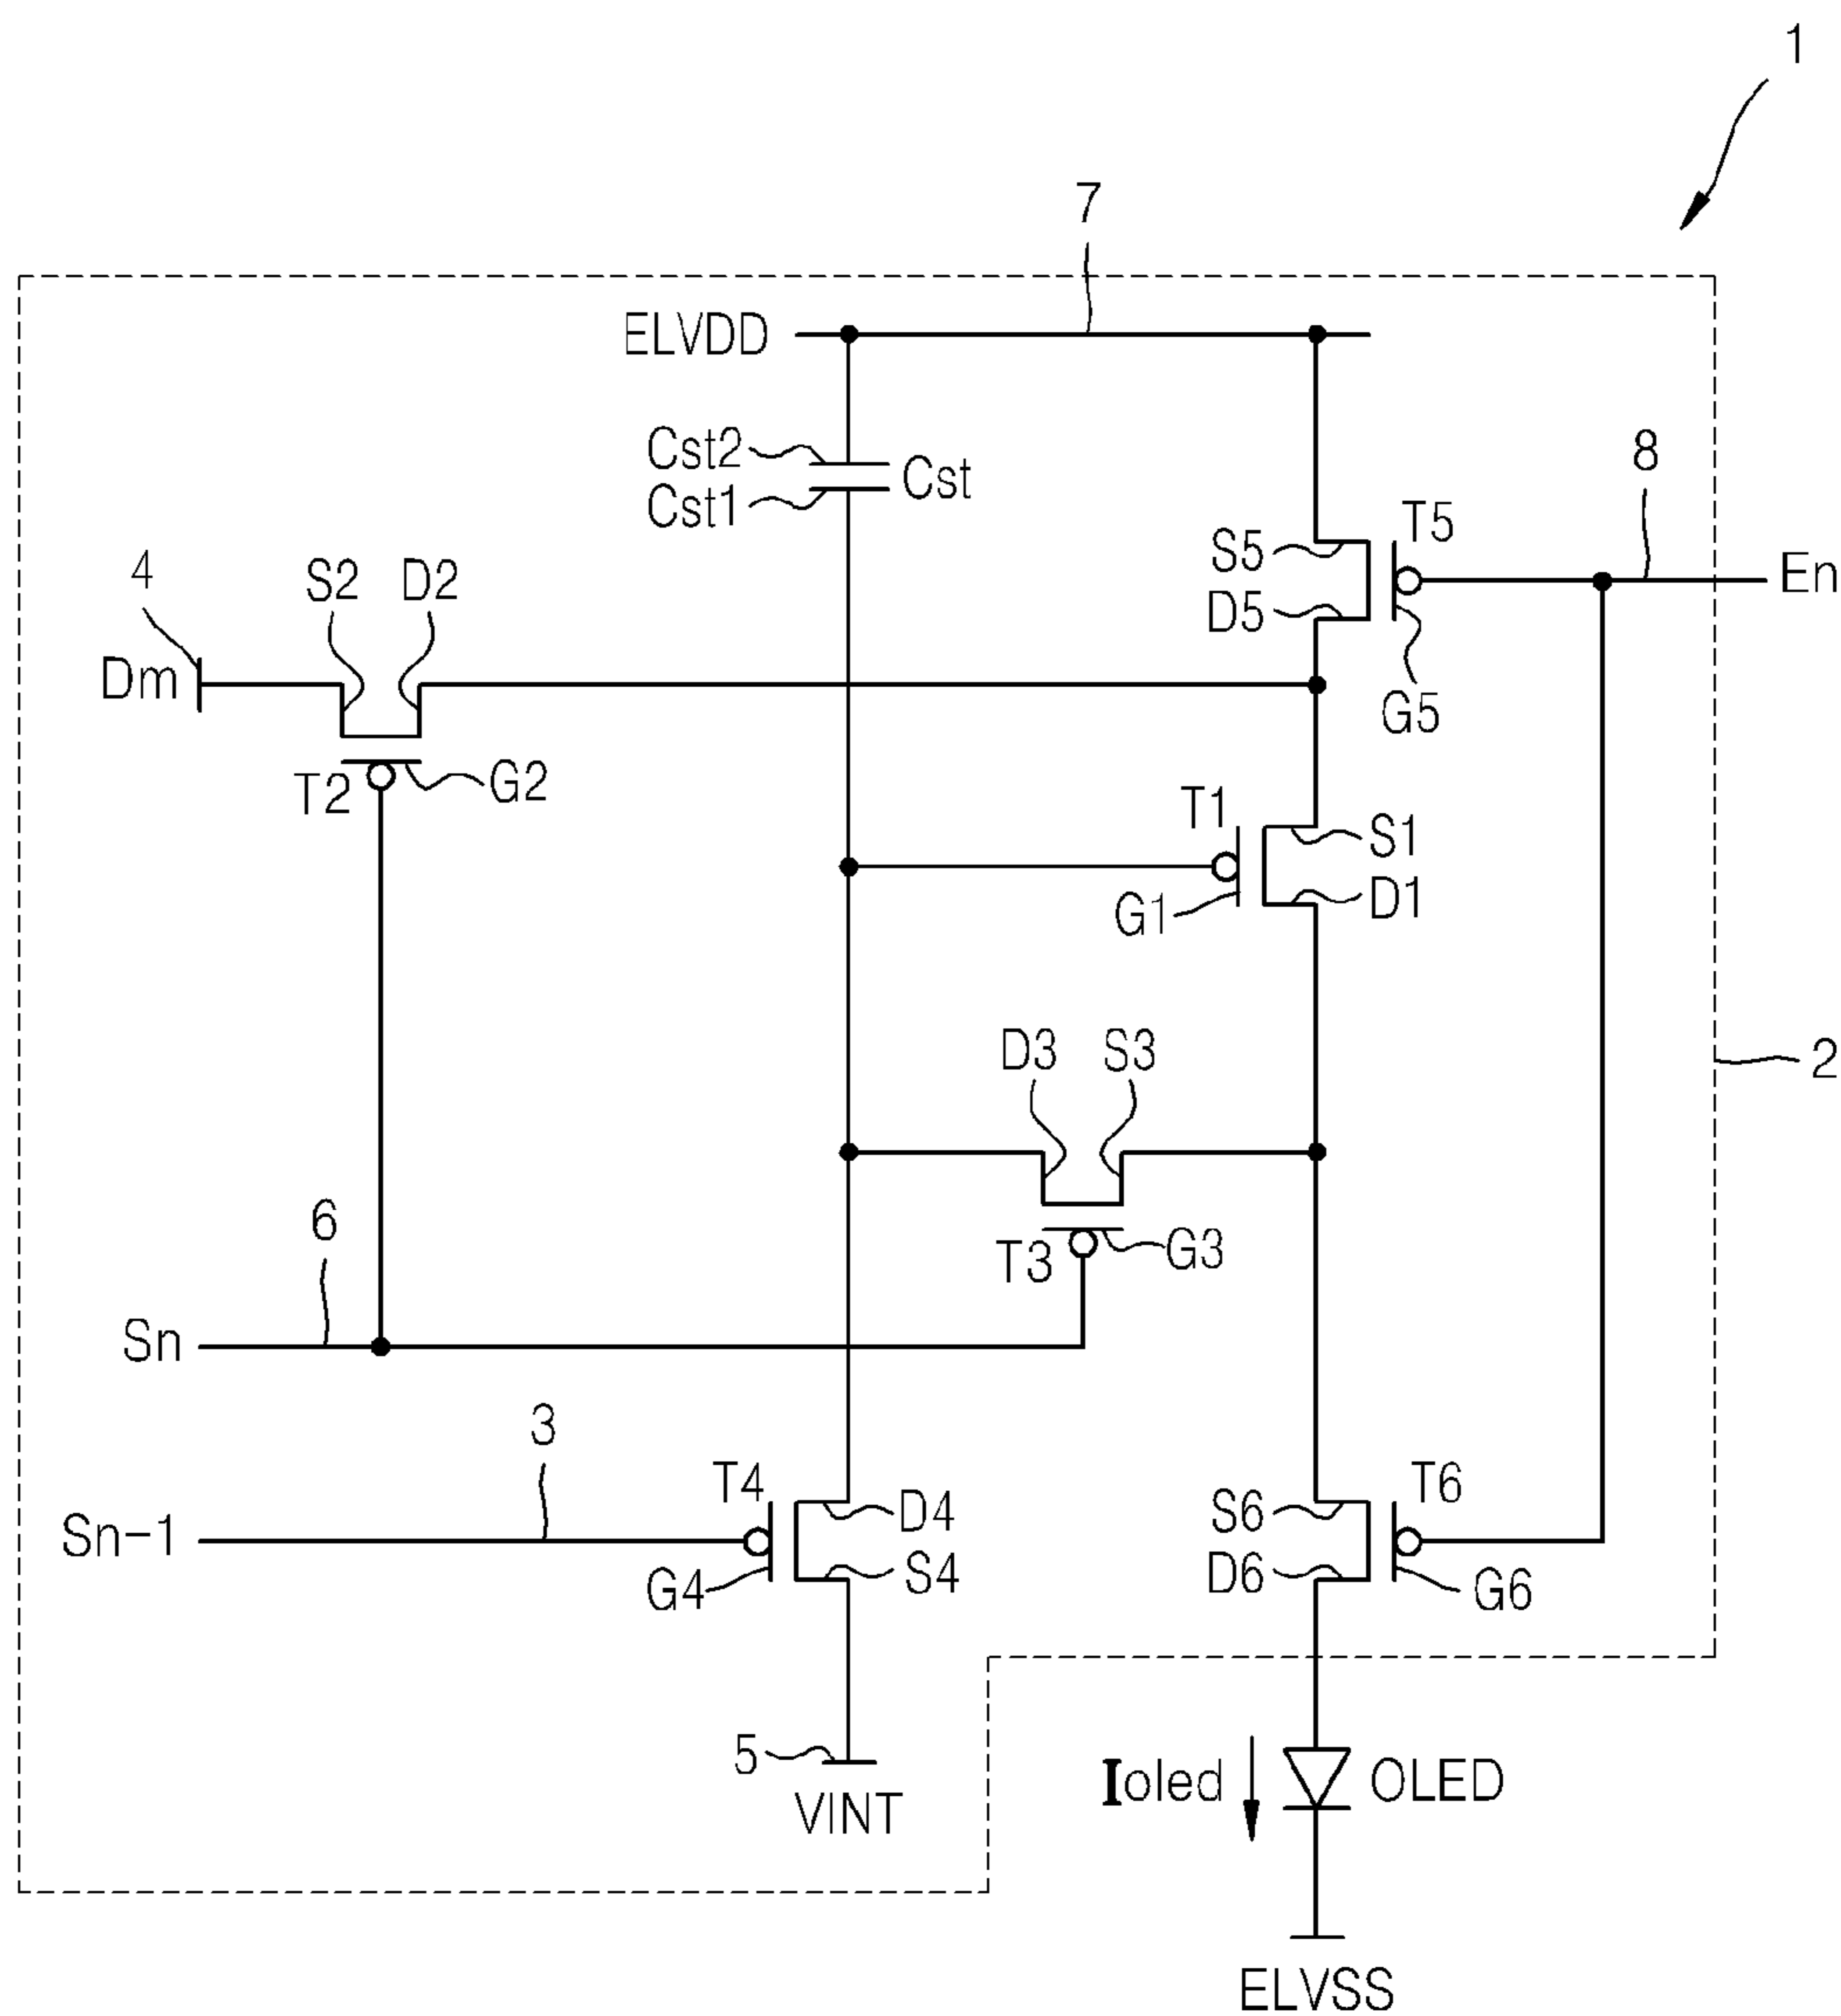 1
7
ELVDD
Cst2
Cst
Cst1
8
T5
S5
En
4
S2
D2
D5
Dm
G5
T2
G2
T1
S1
G1
D1
D3
S3
2
6
T3
G3
Sn
3
T4
D4
S6
T6
Sn-1
G4
S4
D6
G6
5
VINT
Ioled
OLED
ELVSS